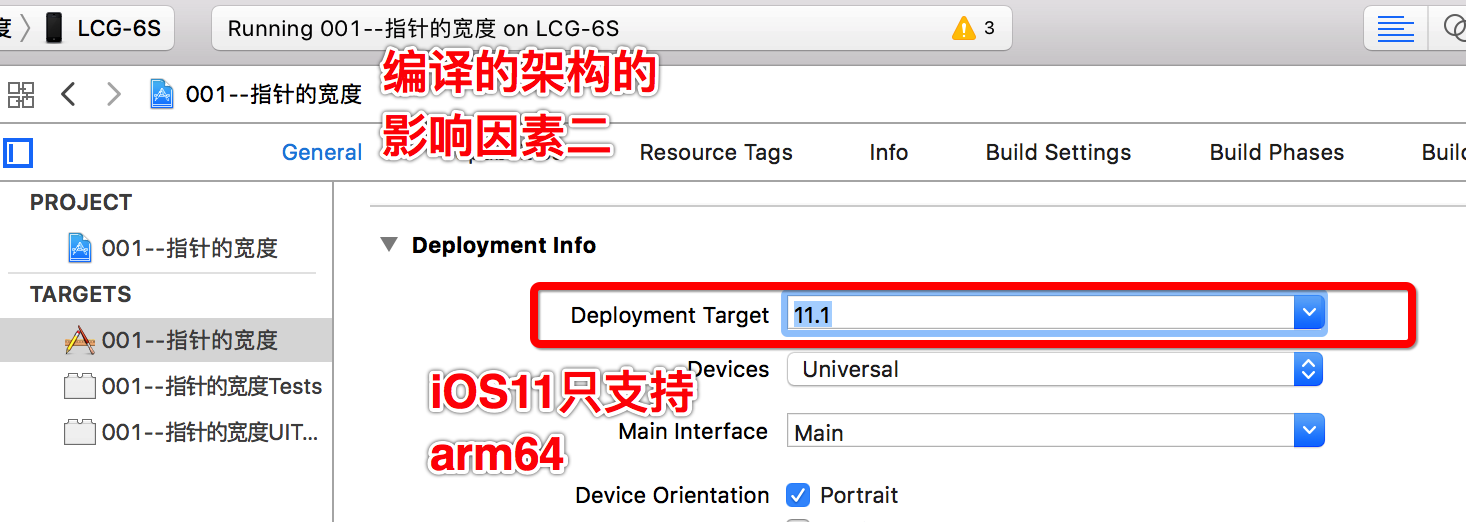 度 LCG-6S Running 001--指针的宽度 on LCG-6S 3
编译的架构的
001--指针的宽度
影响因素二
General Resource Tags Info Build Settings Build Phases Buil
PROJECT
001--指针的宽度
TARGETS
001--指针的宽度
001--指针的宽度Tests
001--指针的宽度UIT...
Deployment Info
Deployment Target 11.1
Devices Universal
iOS11只支持
arm64
Main Interface Main
Device Orientation Portrait